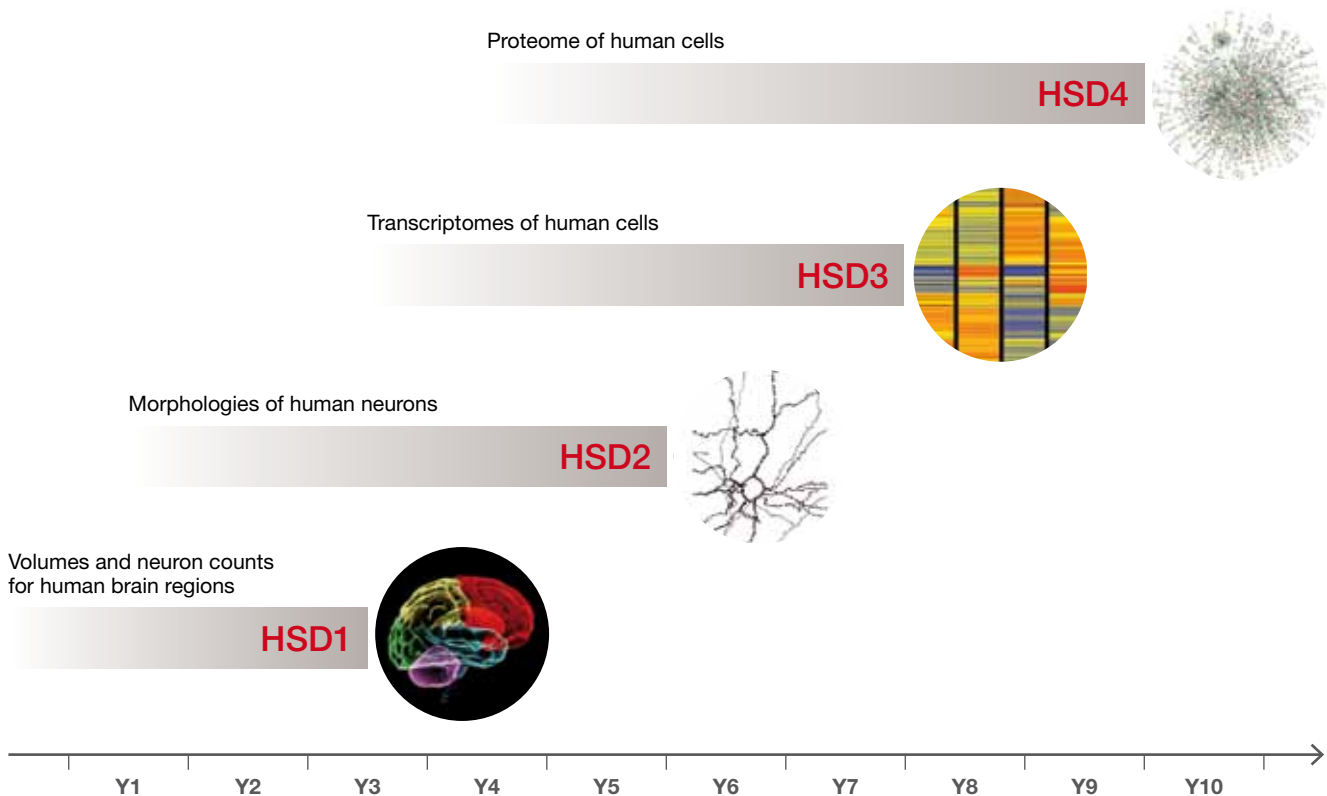 Proteome of human cells
HSD4
Transcriptomes of human cells
HSD3
Morphologies of human neurons
HSD2
Volumes and neuron counts
for human brain regions
HSD1
Y1 Y2 Y3 Y4 Y5 Y6 Y7 Y8 Y9 Y10